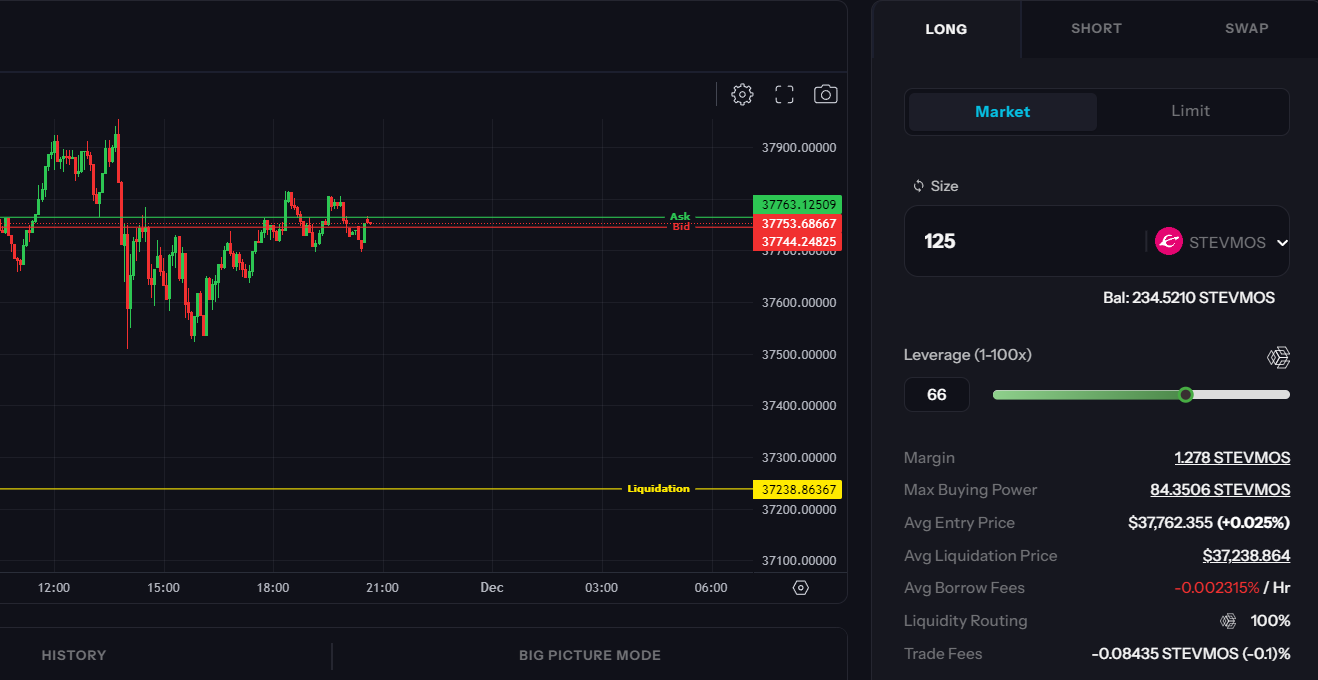 LONG
SHORT
SWAP
Market
Limit
Size
125
STEVMOS
Bal: 234.5210 STEVMOS
Leverage (1-100x)
66
Margin 1.278 STEVMOS
Max Buying Power 84.3506 STEVMOS
Avg Entry Price $37,762.355 (+0.025%)
Avg Liquidation Price $37,238.864
Avg Borrow Fees -0.002315% / Hr
Liquidity Routing 100%
Trade Fees -0.08435 STEVMOS (-0.1)%
37900.00000
Ask 37763.12509
37753.68667
Bid 37744.24825
37700.00000
37600.00000
37500.00000
37400.00000
37300.00000
Liquidation 37238.86367
37200.00000
37100.00000
12:00 15:00 18:00 21:00 Dec 03:00 06:00
HISTORY
BIG PICTURE MODE